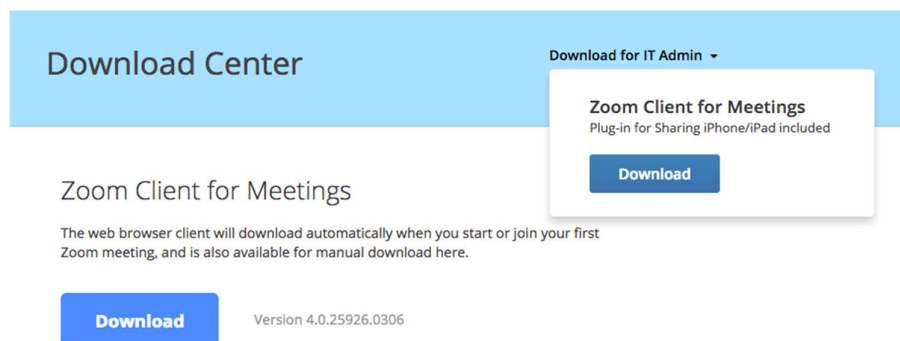 Download Center
Download for IT Admin
Zoom Client for Meetings
Plug-in for Sharing iPhone/iPad included
Download
Zoom Client for Meetings
The web browser client will download automatically when you start or join your first
Zoom meeting, and is also available for manual download here.
Download
Version 4.0.25926.0306